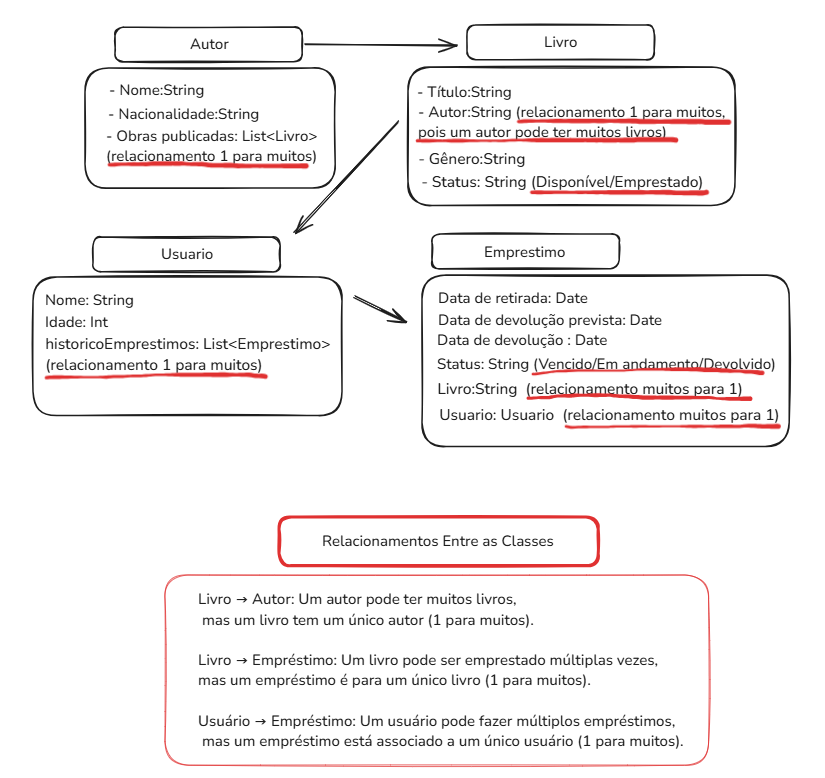 Autor
- Nome:String
- Nacionalidade:String
- Obras publicadas: List<Livro>
(relacionamento 1 para muitos)
Livro
- Título:String
- Autor:String (relacionamento 1 para muitos,
pois um autor pode ter muitos livros)
- Gênero:String
- Status: String (Disponível/Emprestado)
Usuario
Nome: String
Idade: Int
historicoEmprestimos: List<Emprestimo>
(relacionamento 1 para muitos)
Emprestimo
Data de retirada: Date
Data de devolução prevista: Date
Data de devolução : Date
Status: String (Vencido/Em andamento/Devolvido)
Livro:String (relacionamento muitos para 1)
Usuario: Usuario (relacionamento muitos para 1)
Relacionamentos Entre as Classes
Livro → Autor: Um autor pode ter muitos livros,
mas um livro tem um único autor (1 para muitos).
Livro → Empréstimo: Um livro pode ser emprestado múltiplas vezes,
mas um empréstimo é para um único livro (1 para muitos).
Usuário → Empréstimo: Um usuário pode fazer múltiplos empréstimos,
mas um empréstimo está associado a um único usuário (1 para muitos).